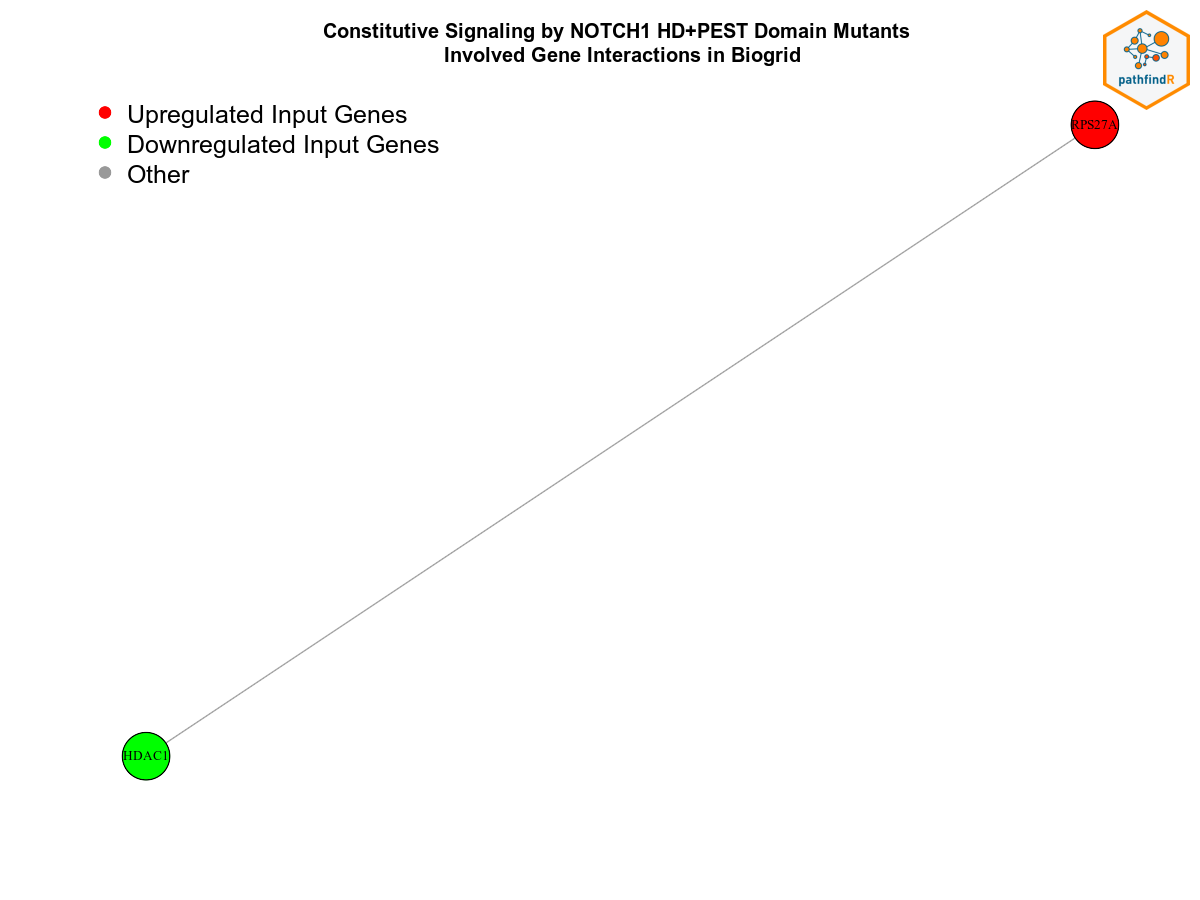 Constitutive Signaling by NOTCH1 HD+PEST Domain Mutants
Involved Gene Interactions in Biogrid
pathfindR
Upregulated Input Genes
Downregulated Input Genes
Other
RPS27A
HDAC1